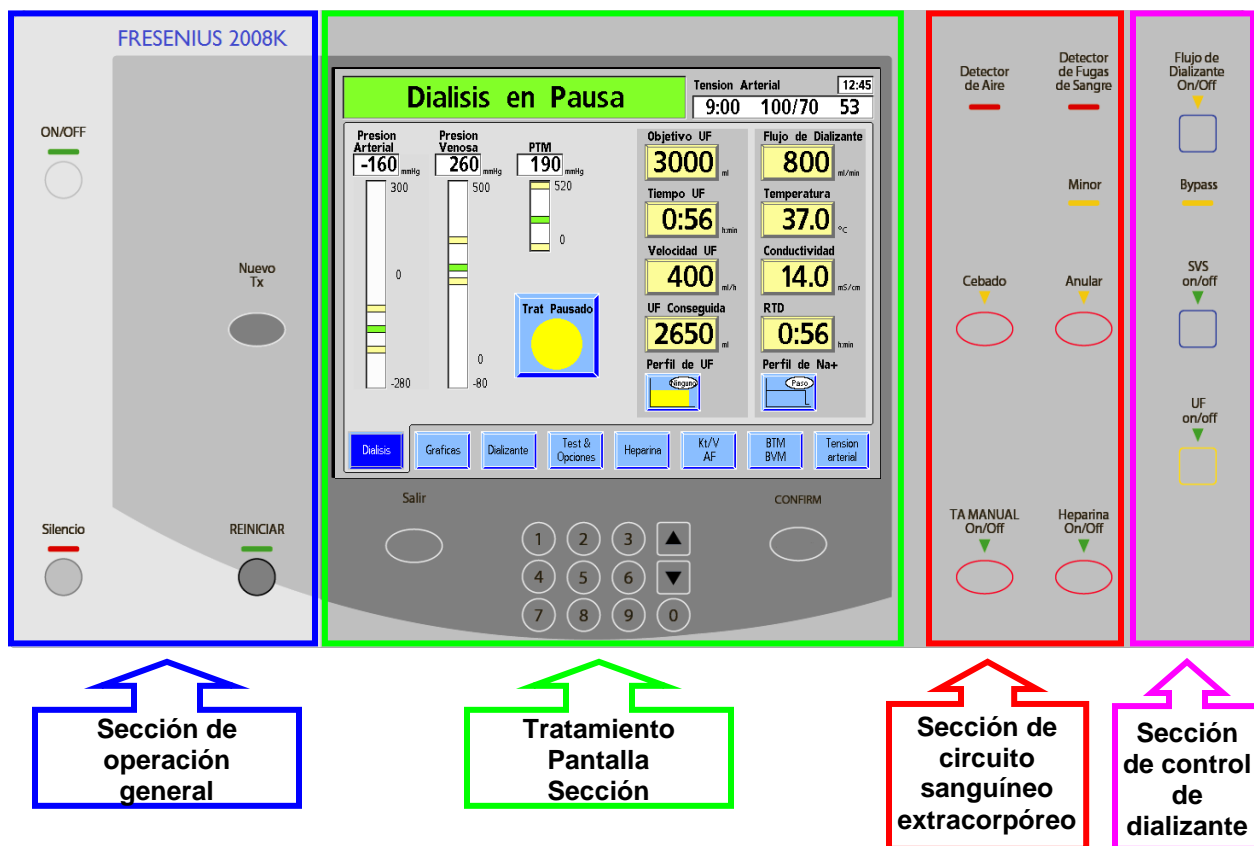 FRESENIUS 2008K
ON/OFF
Nuevo
Tx
Silencio
REINICIAR
Dialisis en Pausa
Tension Arterial
12:45
9:00 100/70 53
Presion
Arterial
-160 mmHg
300
0
-280
Presion
Venosa
260 mmHg
500
0
-80
PTM
190 mmHg
520
0
Trat Pausado
Objetivo UF
3000 ml
Tiempo UF
0:56 h:min
Velocidad UF
400 ml/h
UF Conseguida
2650 ml
Perfil de UF
Ninguno
Flujo de Dializante
800 ml/min
Temperatura
37.0 °C
Conductividad
14.0 mS/cm
RTD
0:56 h:min
Perfil de Na+
Paso
Dialisis
Graficas
Dializante
Test &
Opciones
Heparina
Kt/V
AF
BTM
BVM
Tension
arterial
Salir
CONFIRM
1 2 3
4 5 6
7 8 9 0
Detector
de Aire
Detector
de Fugas
de Sangre
Minor
Cebado
Anular
TA MANUAL
On/Off
Heparina
On/Off
Flujo de
Dializante
On/Off
Bypass
SVS
on/off
UF
on/off
Sección de
operación
general
Tratamiento
Pantalla
Sección
Sección de
circuito
sanguíneo
extracorpóreo
Sección
de control
de
dializante